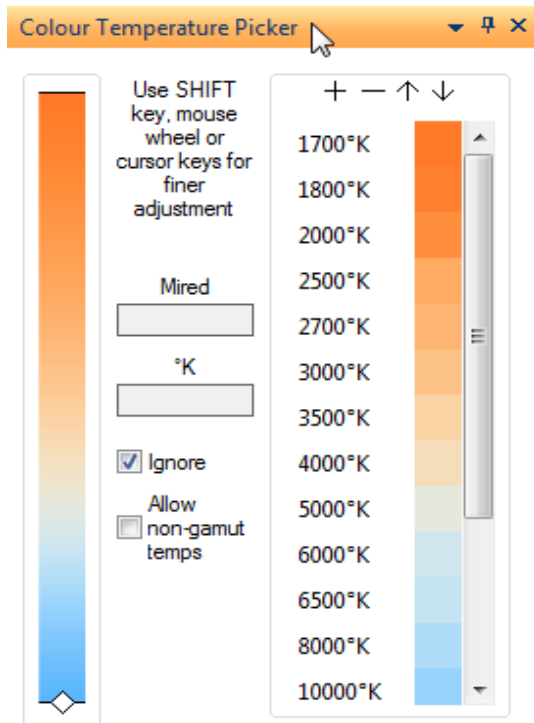 Colour Temperature Picker
Use SHIFT
key, mouse
wheel or
cursor keys for
finer
adjustment
Mired
°K
Ignore
Allow
non-gamut
temps
1700°K
1800°K
2000°K
2500°K
2700°K
3000°K
3500°K
4000°K
5000°K
6000°K
6500°K
8000°K
10000°K